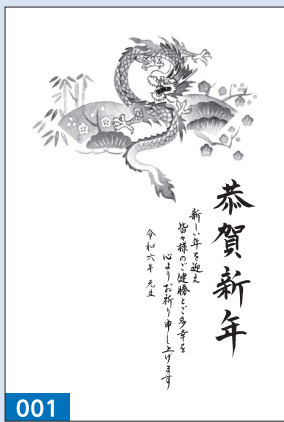 恭賀新年
新しい年を迎え
皆々様のご健勝とご多幸を
心よりお祈り申し上げます
令和六年 元旦
001